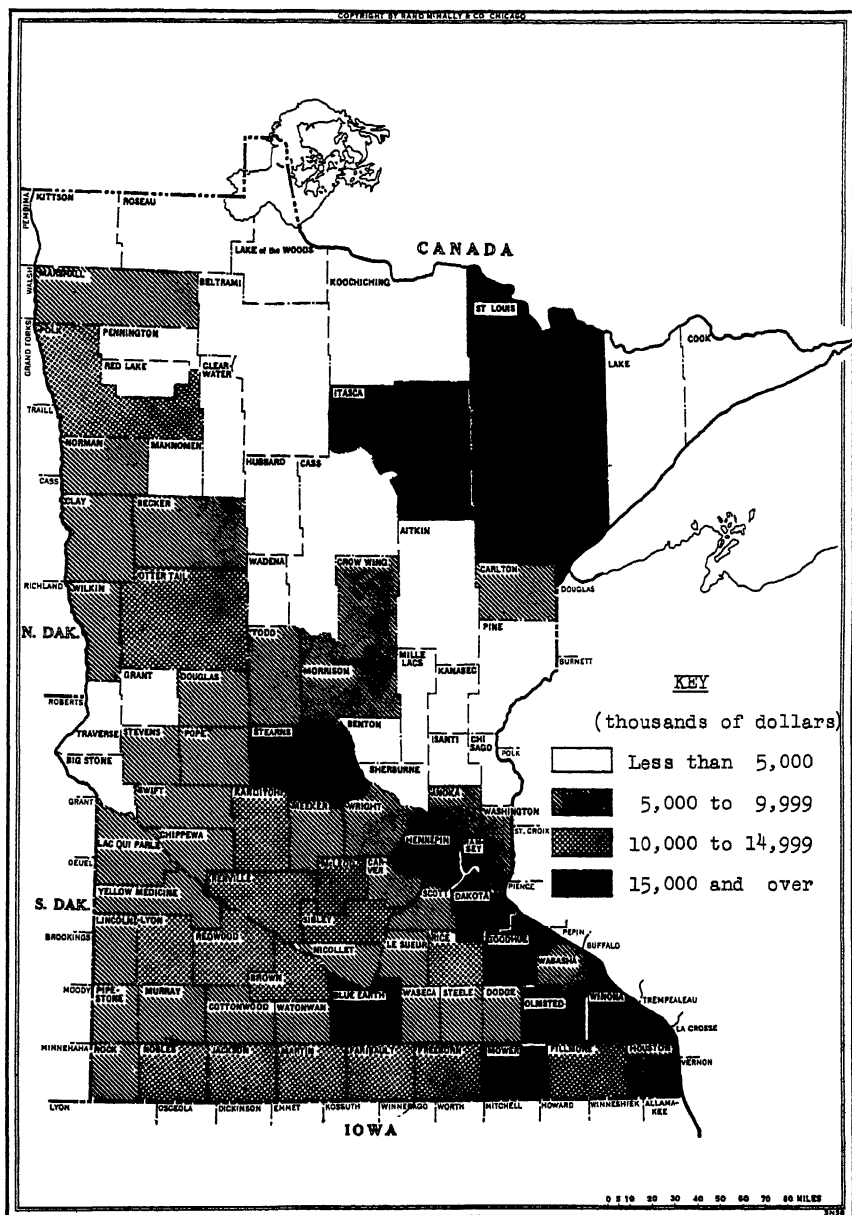 COPYRIGHT BY RAND McNALLY & CO. CHICAGO
KITTSON
ROSEAU
PEMBINA
LAKE of the WOODS
CANADA
WALSH
MARSHALL
BELTRAMI
KOOCHICHING
ST LOUIS
GRAND FORKS
POLK
PENNINGTON
COOK
RED LAKE
CLEAR-
WATER
LAKE
ITASCA
TRAILL
NORMAN
MAHNOMEN
HUBBARD
CASS
CASS
CLAY
BECKER
AITKIN
WADENA
CROW WING
CARLTON
RICHLAND
WILKIN
OTTER TAIL
DOUGLAS
PINE
N. DAK.
TODD
MILLE
LACS
BURNETT
GRANT
DOUGLAS
MORRISON
KANABEC
KEY
ROBERTS
(thousands of dollars)
TRAVERSE
STEVENS
POPE
STEARNS
BENTON
ISANTI
CHI
SAGO
POLK
BIG STONE
Less than 5,000
SHERBURNE
GRANT
SWIFT
KANDIYOHI
MEEKER
WRIGHT
ANOKA
WASHINGTON
5,000 to 9,999
ST. CROIX
CHIPPEWA
HENNEPIN
RAM
SEY
10,000 to 14,999
LAC QUI PARLE
DEUEL
RENVILLE
McLEOD
CAR-
VER
YELLOW MEDICINE
SCOTT
DAKOTA
PIERCE
15,000 and over
S. DAK.
LINCOLN
LYON
SIBLEY
PEPIN
BROOKINGS
REDWOOD
NICOLLET
LE SUEUR
RICE
GOODHUE
BUFFALO
WABASHA
BROWN
MOODY
PIPE-
STONE
MURRAY
COTTONWOOD
WATONWAN
BLUE EARTH
WASECA
STEELE
DODGE
OLMSTED
WINONA
TREMPEALEAU
LA CROSSE
MINNEHAHA
ROCK
NOBLES
JACKSON
MARTIN
FARIBAULT
FREEBORN
MOWER
FILLMORE
HOUSTON
VERNON
LYON
OSCEOLA
DICKINSON
EMMET
KOSSUTH
WINNEBAGO
WORTH
MITCHELL
HOWARD
WINNESHIEK
ALLAMA-
KEE
IOWA
0 5 10 20 30 40 50 60 MILES